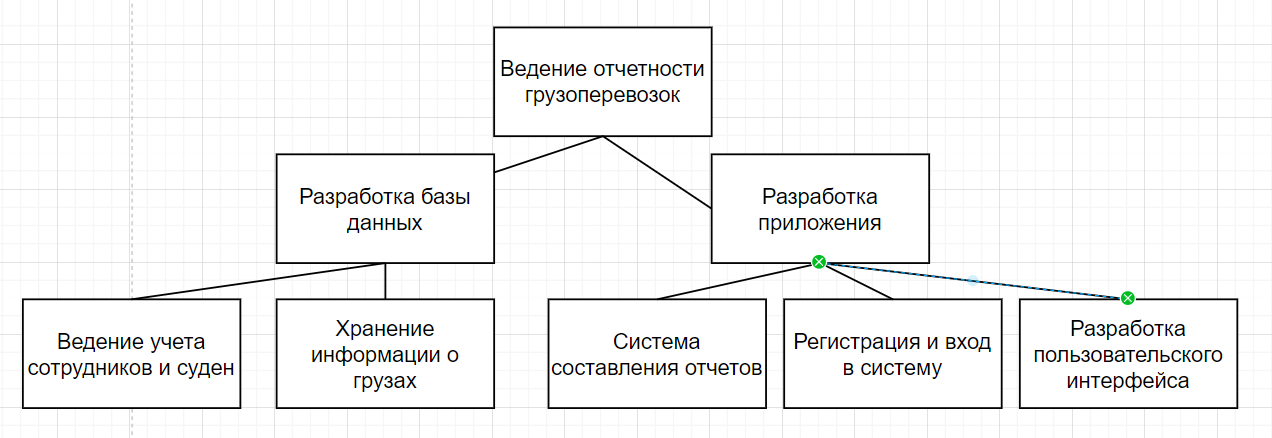 Ведение отчетности
грузоперевозок
Разработка базы
данных
Разработка
приложения
Ведение учета
сотрудников и суден
Хранение
информации о
грузах
Система
составления отчетов
Регистрация и вход
в систему
Разработка
пользовательского
интерфейса